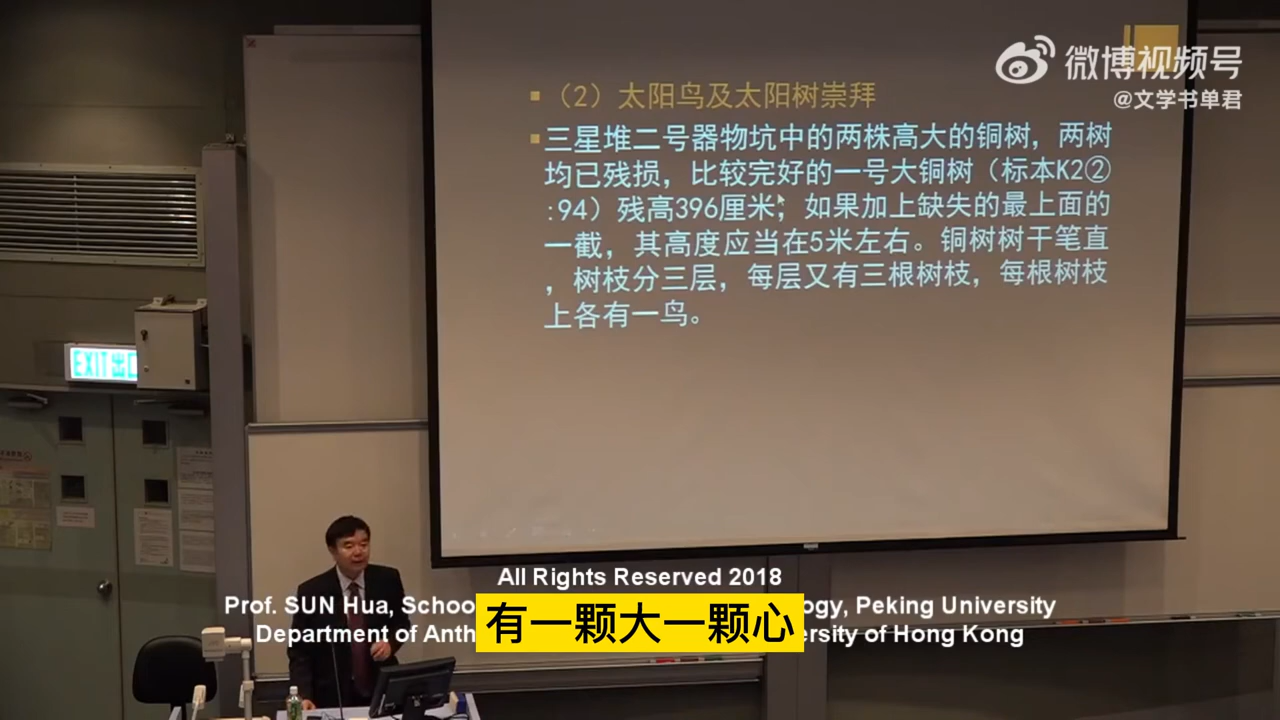 微博视频号
@文学书单君
（2）太阳鸟及太阳树崇拜
三星堆二号器物坑中的两株高大的铜树，两树
均已残损，比较完好的一号大铜树（标本K2②
:94）残高396厘米；如果加上缺失的最上面的
一截，其高度应当在5米左右。铜树树干笔直
，树枝分三层，每层又有三根树枝，每根树枝
上各有一鸟。
EXIT 出口
All Rights Reserved 2018
Prof. SUN Hua, Schoo ogy, Peking University
Department of Anth ersity of Hong Kong
有一颗大一颗心